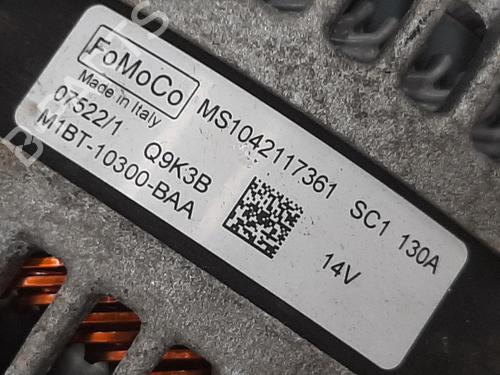 FoMoCo
Made in Italy
MS1042117361 SC1 130A
07522/1 Q9K3B 14V
M1BT-10300-BAA